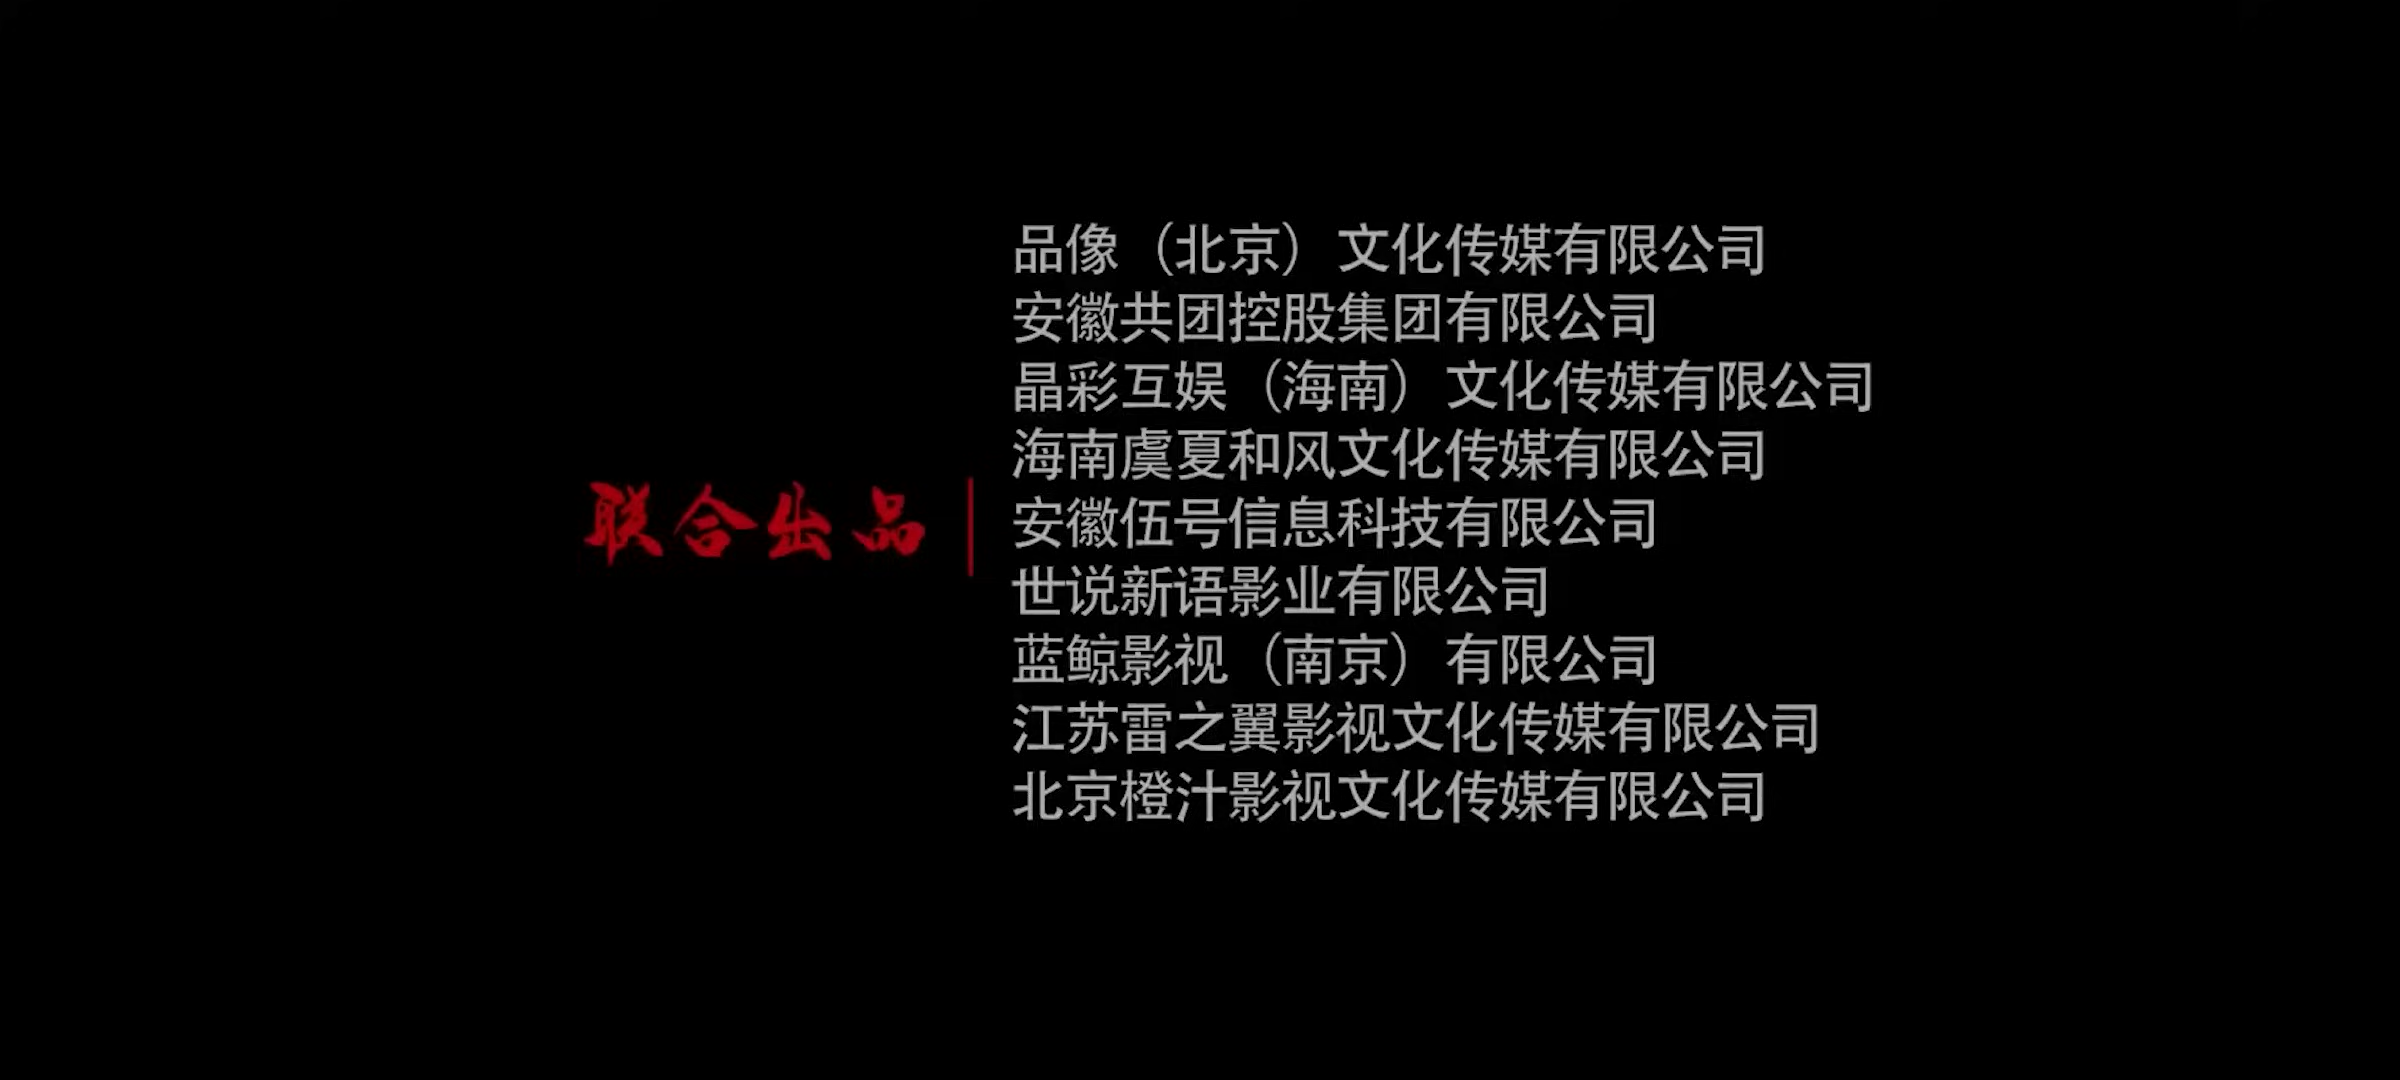 联合出品
品像（北京）文化传媒有限公司
安徽共团控股集团有限公司
晶彩互娱（海南）文化传媒有限公司
海南虞夏和风文化传媒有限公司
安徽伍号信息科技有限公司
世说新语影业有限公司
蓝鲸影视（南京）有限公司
江苏雷之翼影视文化传媒有限公司
北京橙汁影视文化传媒有限公司